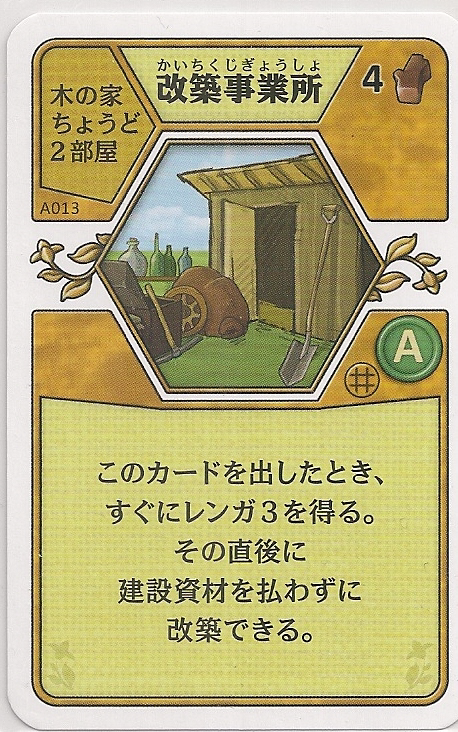 かいちくじぎょうしょ
改築事業所
4
木の家
ちょうど
2部屋
A013
A
このカードを出したとき、
すぐにレンガ3を得る。
その直後に
建設資材を払わずに
改築できる。